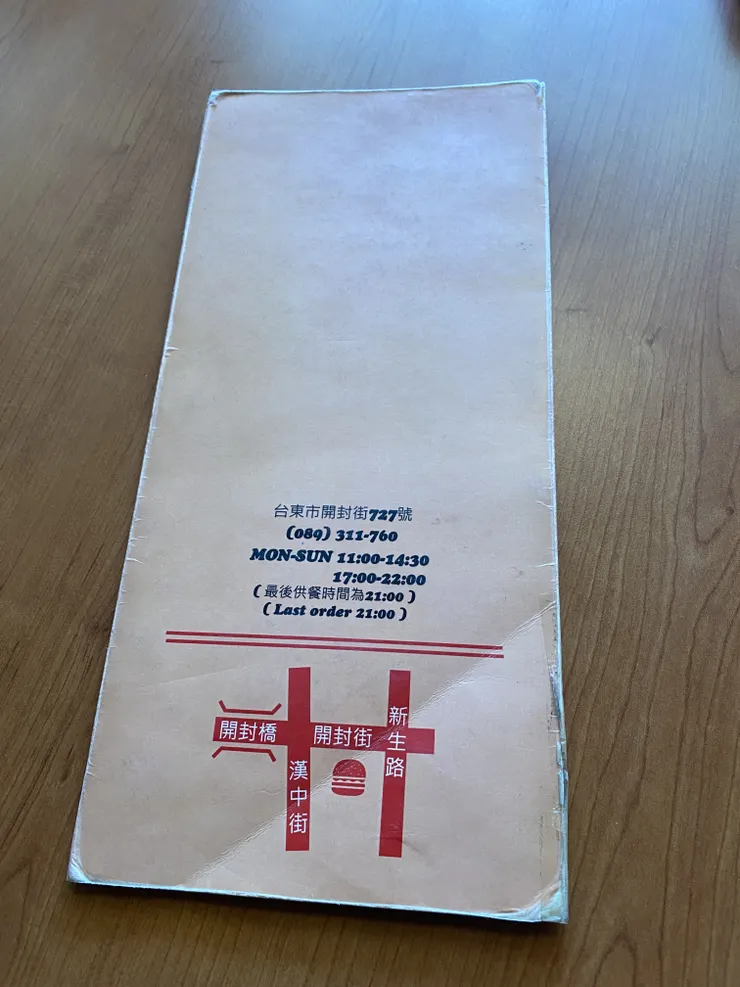 台東市開封街727號
(089) 311-760
MON-SUN 11:00-14:30
17:00-22:00
( 最後供餐時間為21:00 )
( Last order 21:00 )
開封橋
開封街
新生路
漢中街